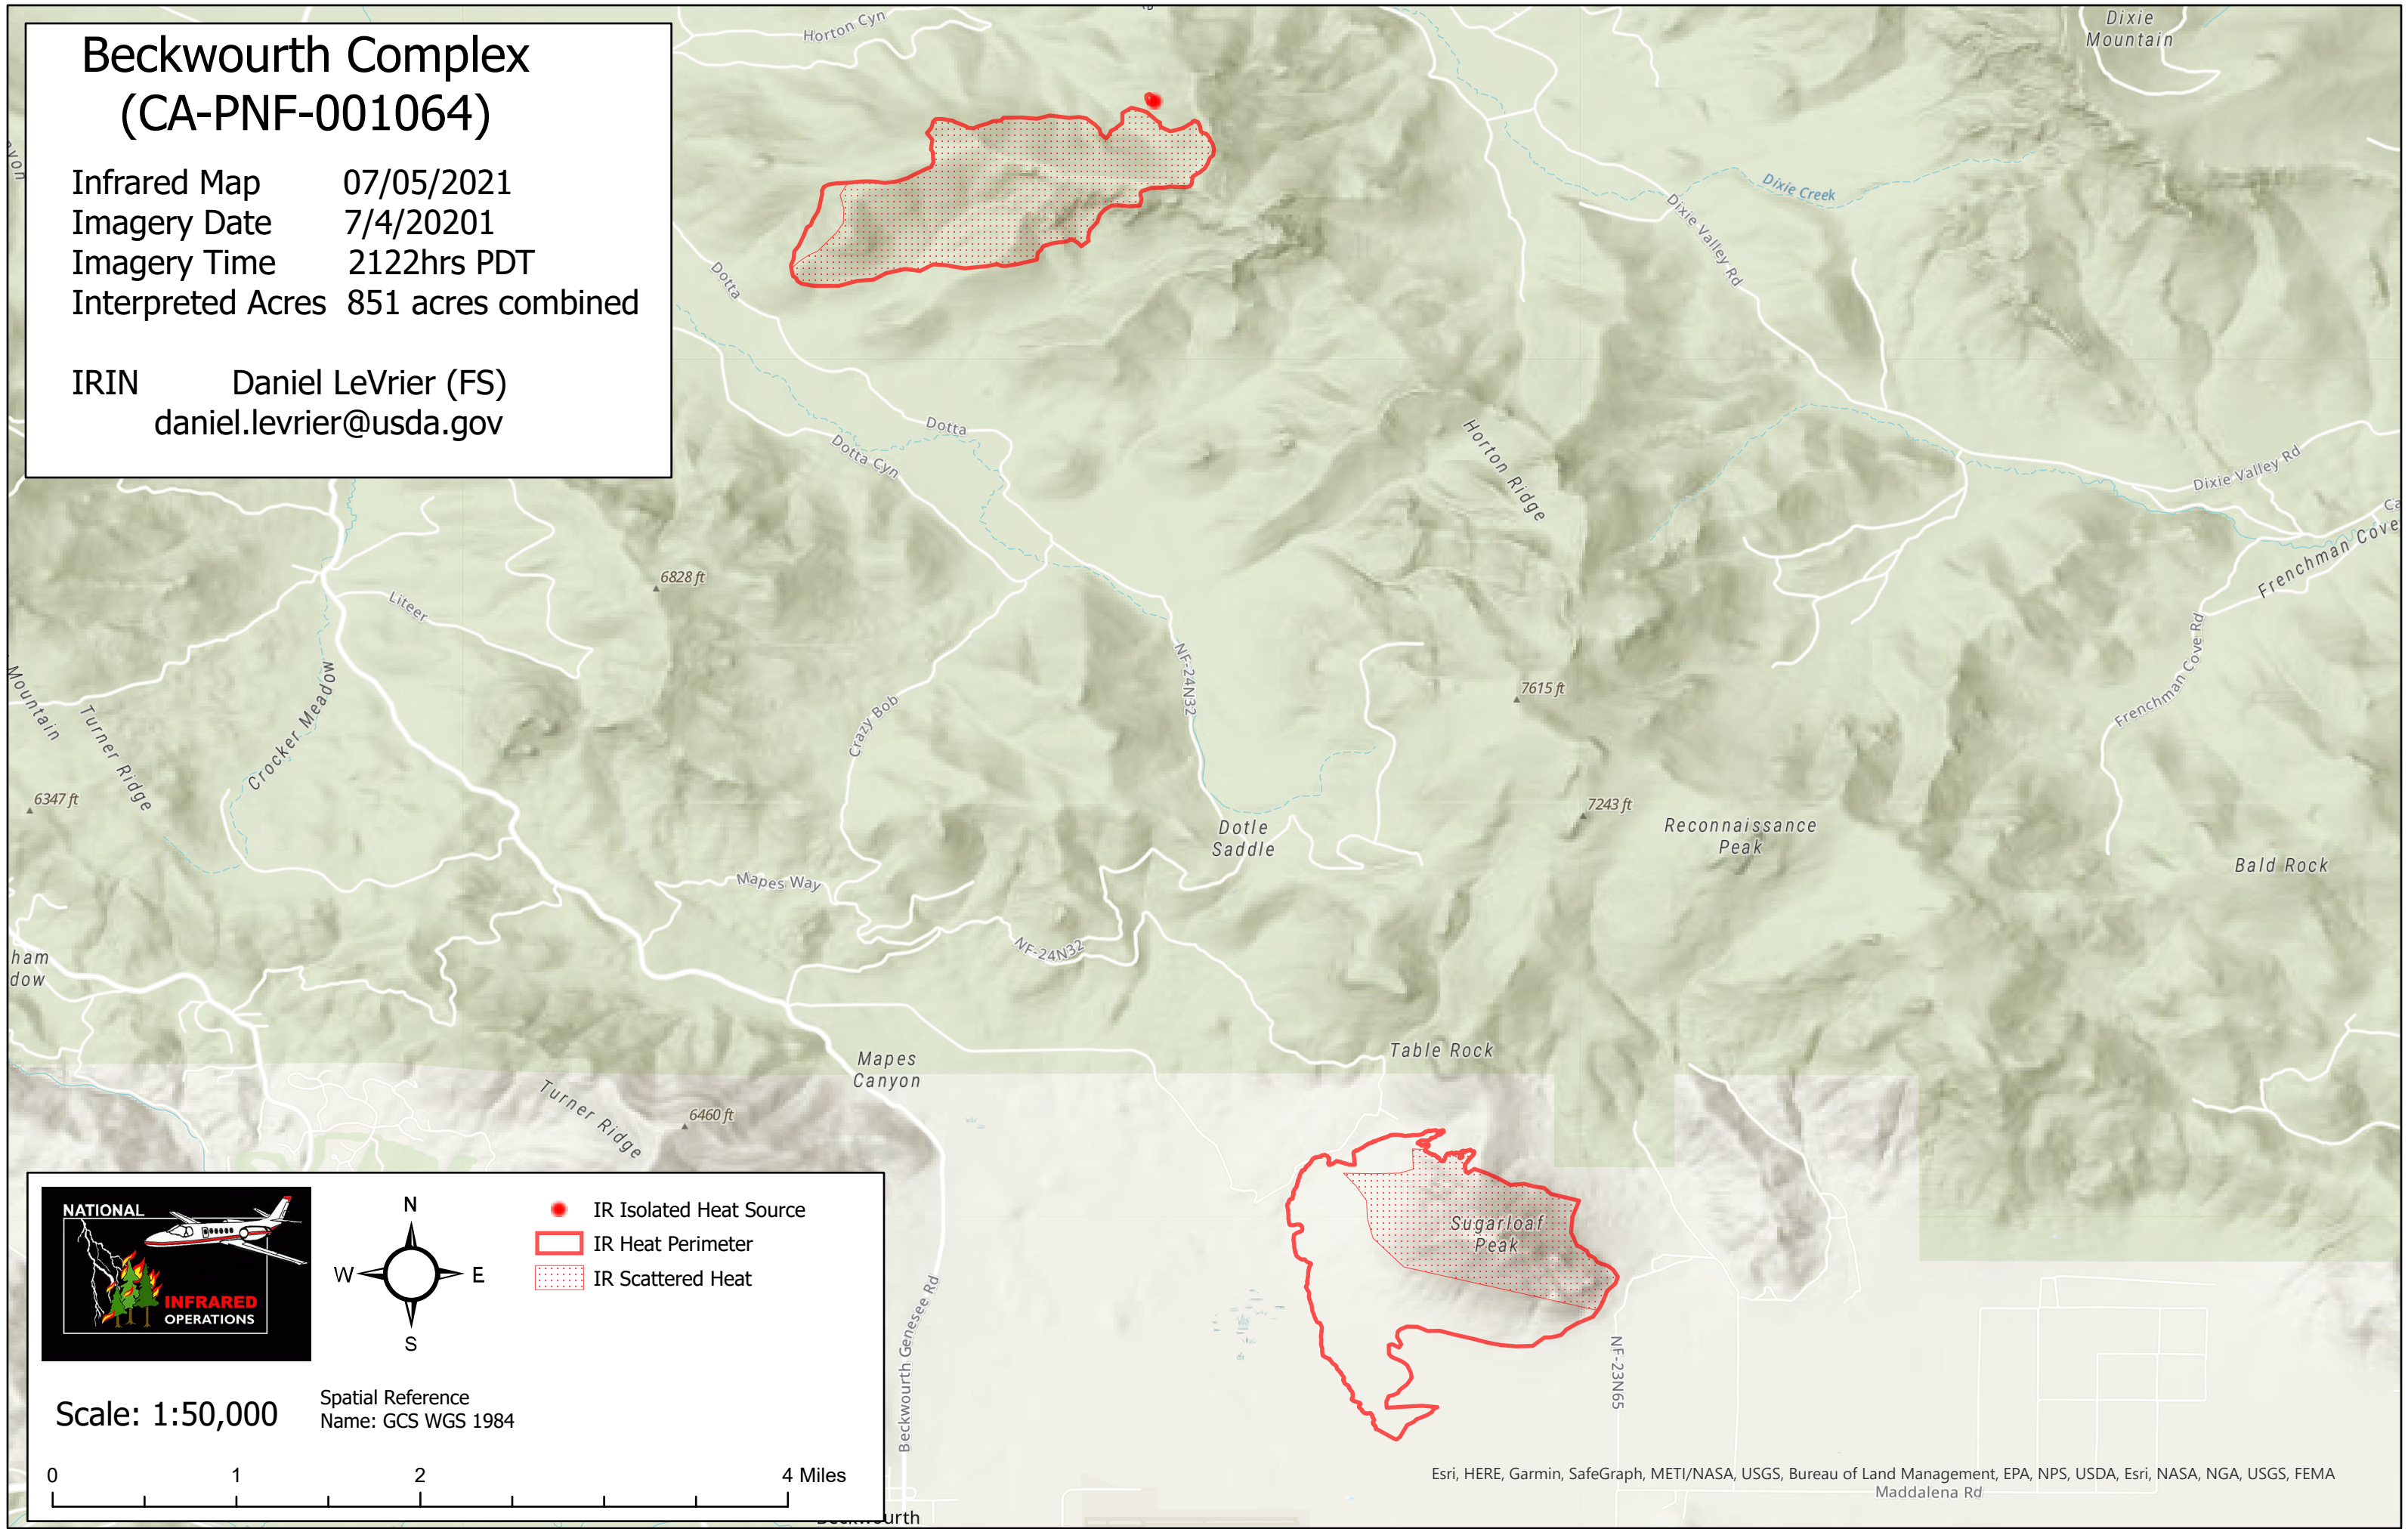 Beckwourth Complex
(CA-PNF-001064)
Infrared Map 07/05/2021
Imagery Date 7/4/20201
Imagery Time 2122hrs PDT
Interpreted Acres 851 acres combined
IRIN Daniel LeVrier (FS)
daniel.levrier@usda.gov
Horton Cyn
Dixie
Mountain
Dixie Creek
Dixie Valley Rd
Dotta
Dotta
Dotta Cyn
Horton Ridge
Dixie Valley Rd
Frenchman Cove
6828 ft
Liteer
NF-24N32
Frenchman Cove Rd
Mountain
Turner Ridge
Crocker Meadow
Crazy Bob
7615 ft
6347 ft
7243 ft
Dotle
Saddle
Reconnaissance
Peak
Bald Rock
Mapes Way
NF-24N32
ham
dow
Mapes
Canyon
Table Rock
Turner Ridge
6460 ft
Sugarloaf
Peak
NF-23N65
Beckwourth Genesee Rd
NATIONAL
INFRARED
OPERATIONS
N
W E
S
IR Isolated Heat Source
IR Heat Perimeter
IR Scattered Heat
Scale: 1:50,000
Spatial Reference
Name: GCS WGS 1984
0 1 2 4 Miles
Esri, HERE, Garmin, SafeGraph, METI/NASA, USGS, Bureau of Land Management, EPA, NPS, USDA, Esri, NASA, NGA, USGS, FEMA
Maddalena Rd